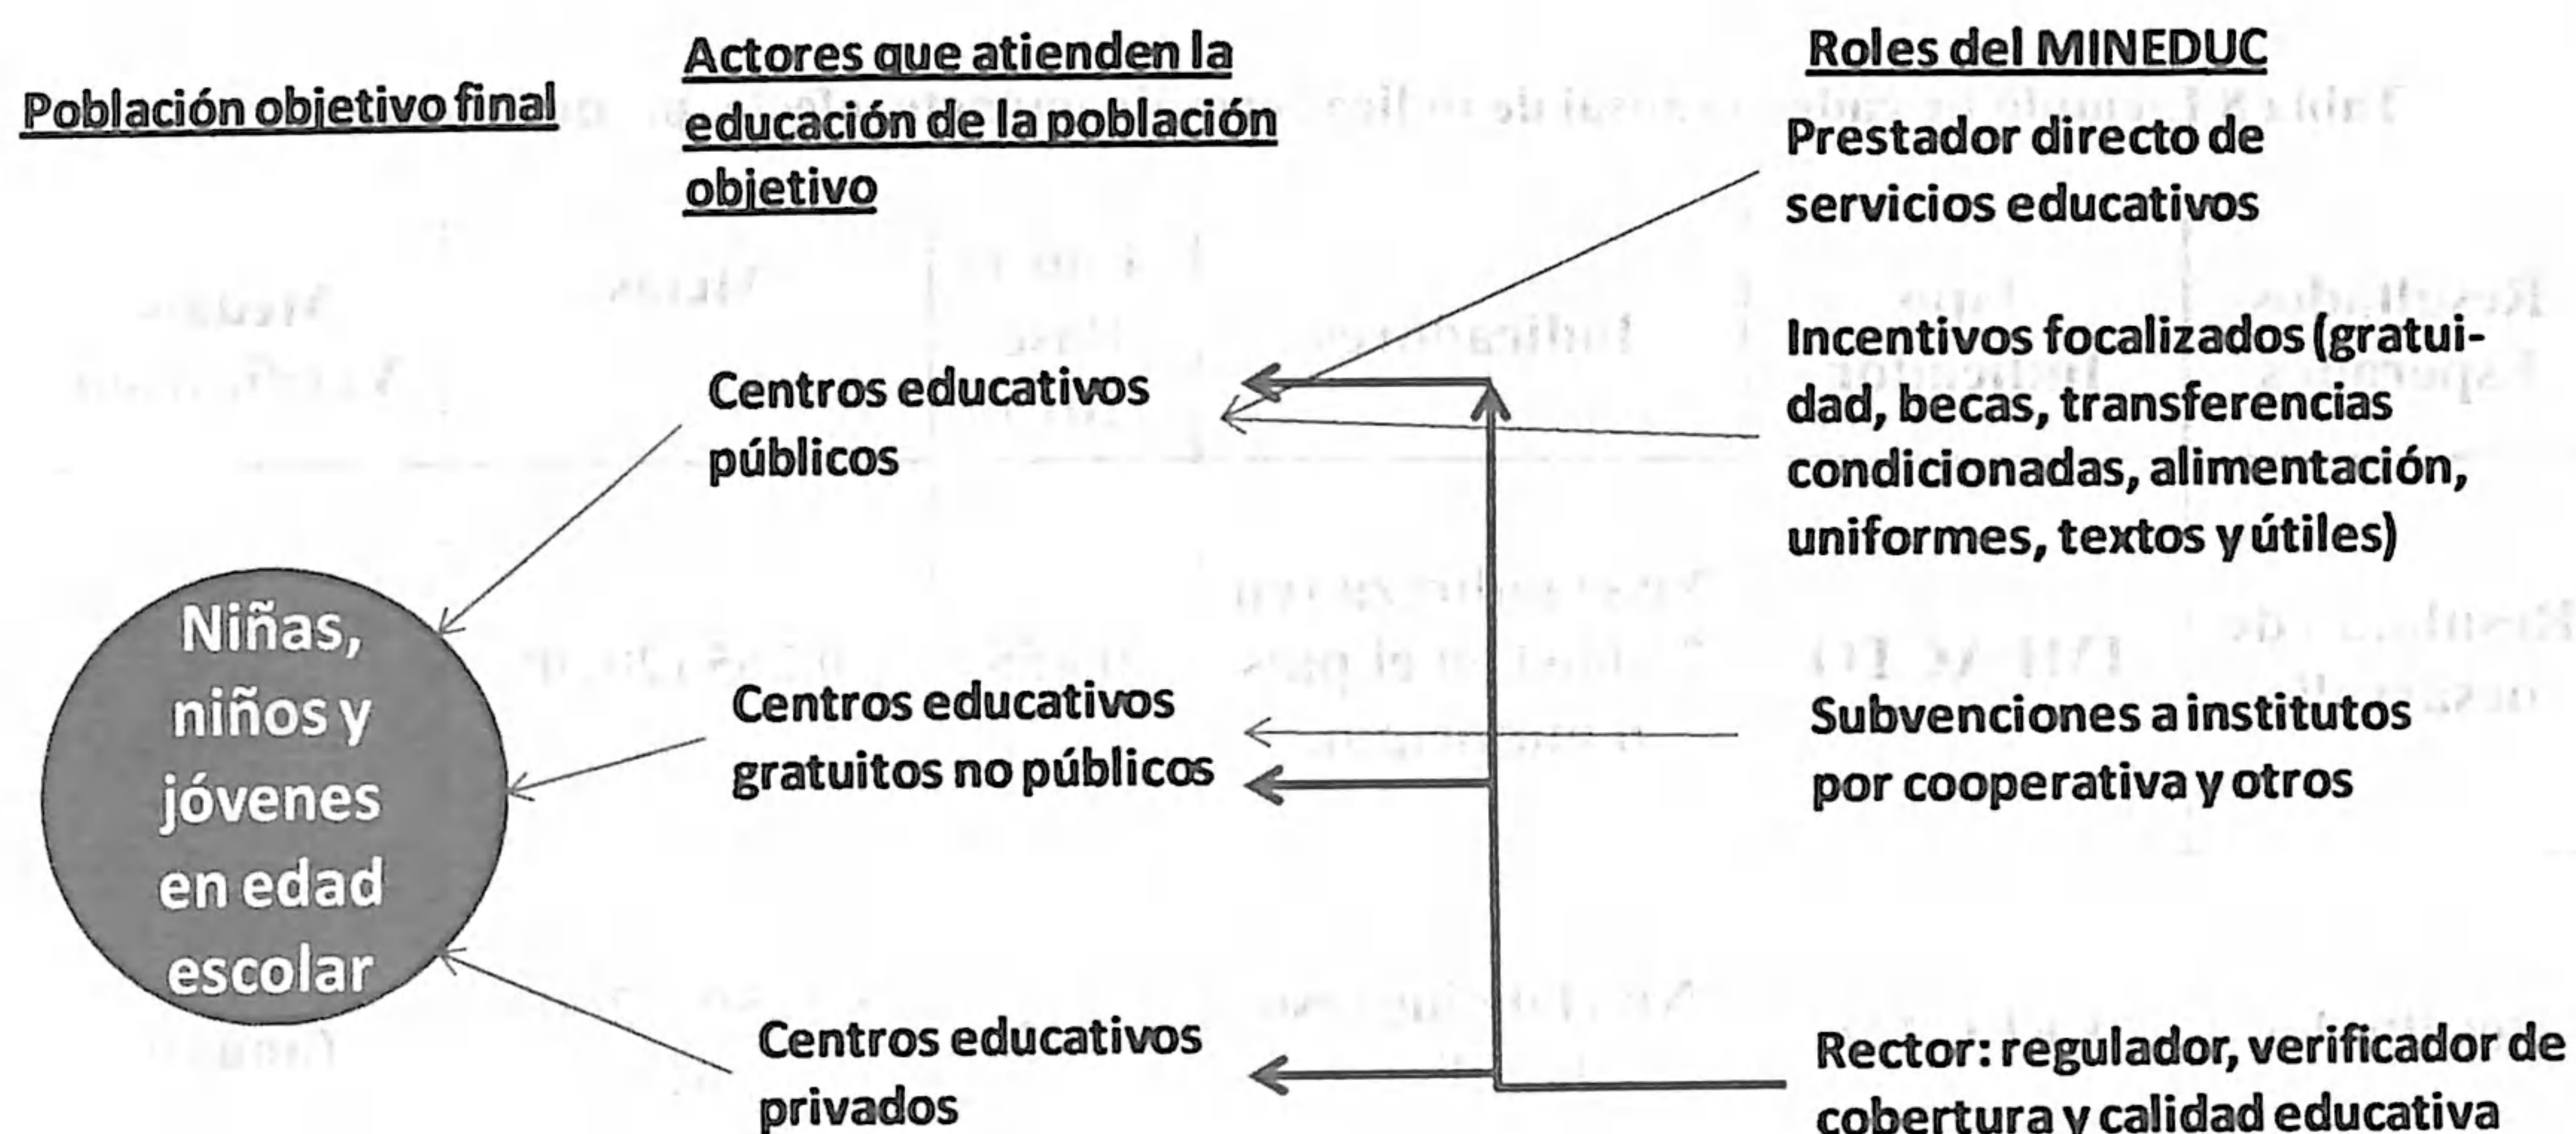 Población objetivo final
Actores que atienden la
educación de la población
objetivo
Roles del MINEDUC
Prestador directo de
servicios educativos
Incentivos focalizados (gratui-
dad, becas, transferencias
condicionadas, alimentación,
uniformes, textos y útiles)
Centros educativos
públicos
Niñas,
niños y
jóvenes
en edad
escolar
Centros educativos
gratuitos no públicos
Subvenciones a institutos
por cooperativa y otros
Centros educativos
privados
Rector: regulador, verificador de
cobertura y calidad educativa